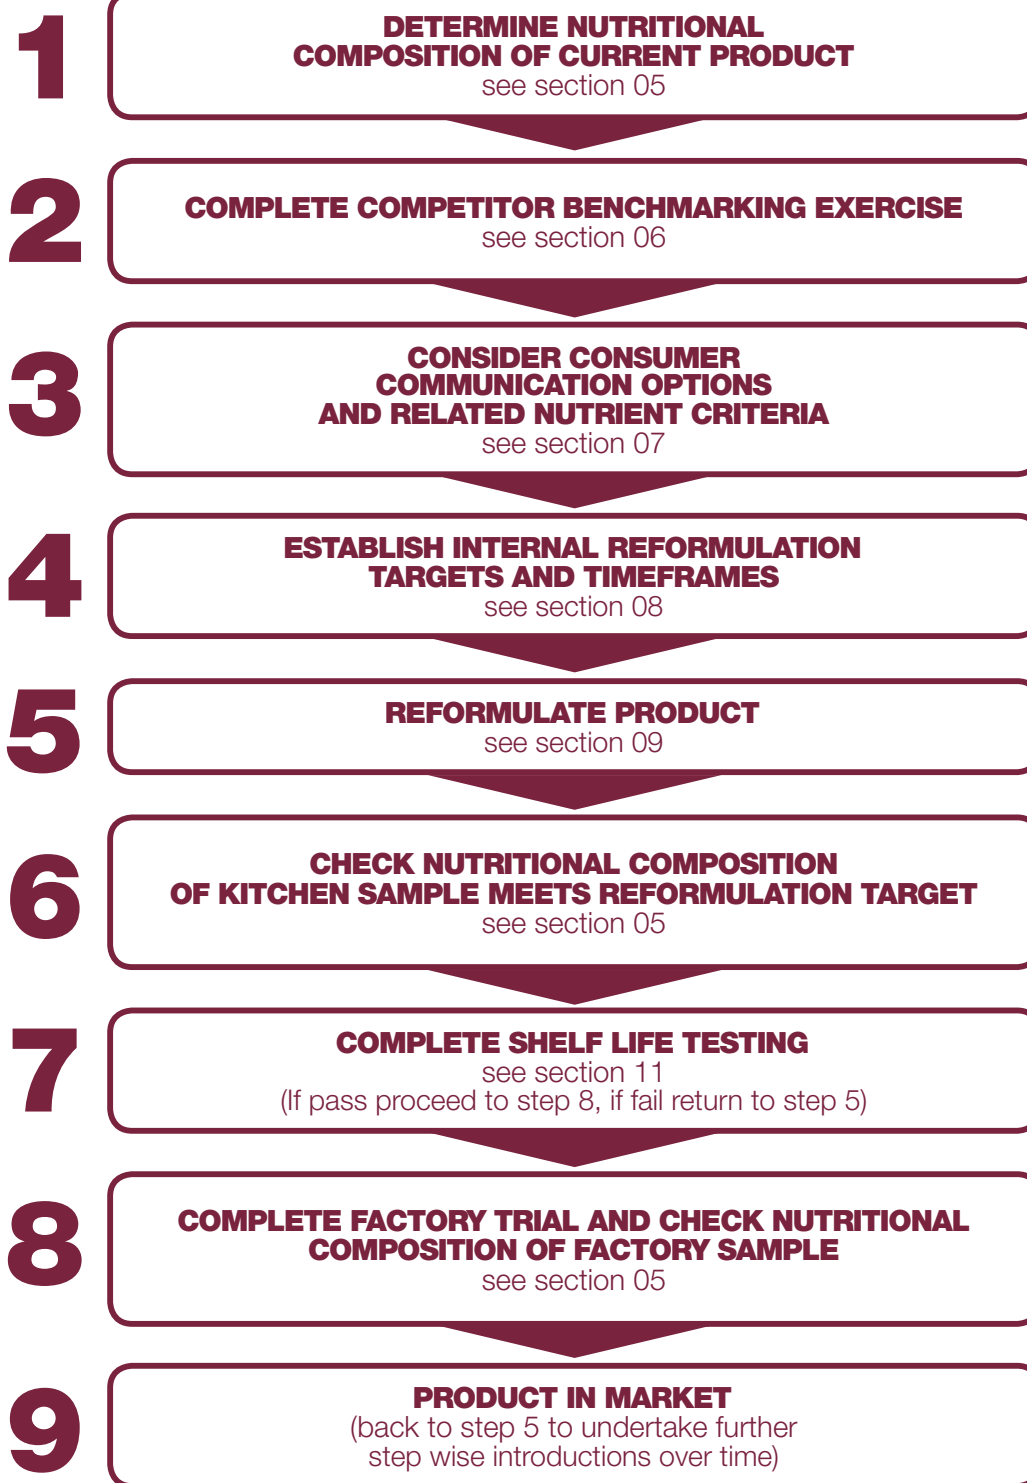 1
DETERMINE NUTRITIONAL
COMPOSITION OF CURRENT PRODUCT
see section 05
2
COMPLETE COMPETITOR BENCHMARKING EXERCISE
see section 06
3
CONSIDER CONSUMER
COMMUNICATION OPTIONS
AND RELATED NUTRIENT CRITERIA
see section 07
4
ESTABLISH INTERNAL REFORMULATION
TARGETS AND TIMEFRAMES
see section 08
5
REFORMULATE PRODUCT
see section 09
6
CHECK NUTRITIONAL COMPOSITION
OF KITCHEN SAMPLE MEETS REFORMULATION TARGET
see section 05
7
COMPLETE SHELF LIFE TESTING
see section 11
(If pass proceed to step 8, if fail return to step 5)
8
COMPLETE FACTORY TRIAL AND CHECK NUTRITIONAL
COMPOSITION OF FACTORY SAMPLE
see section 05
9
PRODUCT IN MARKET
(back to step 5 to undertake further
step wise introductions over time)